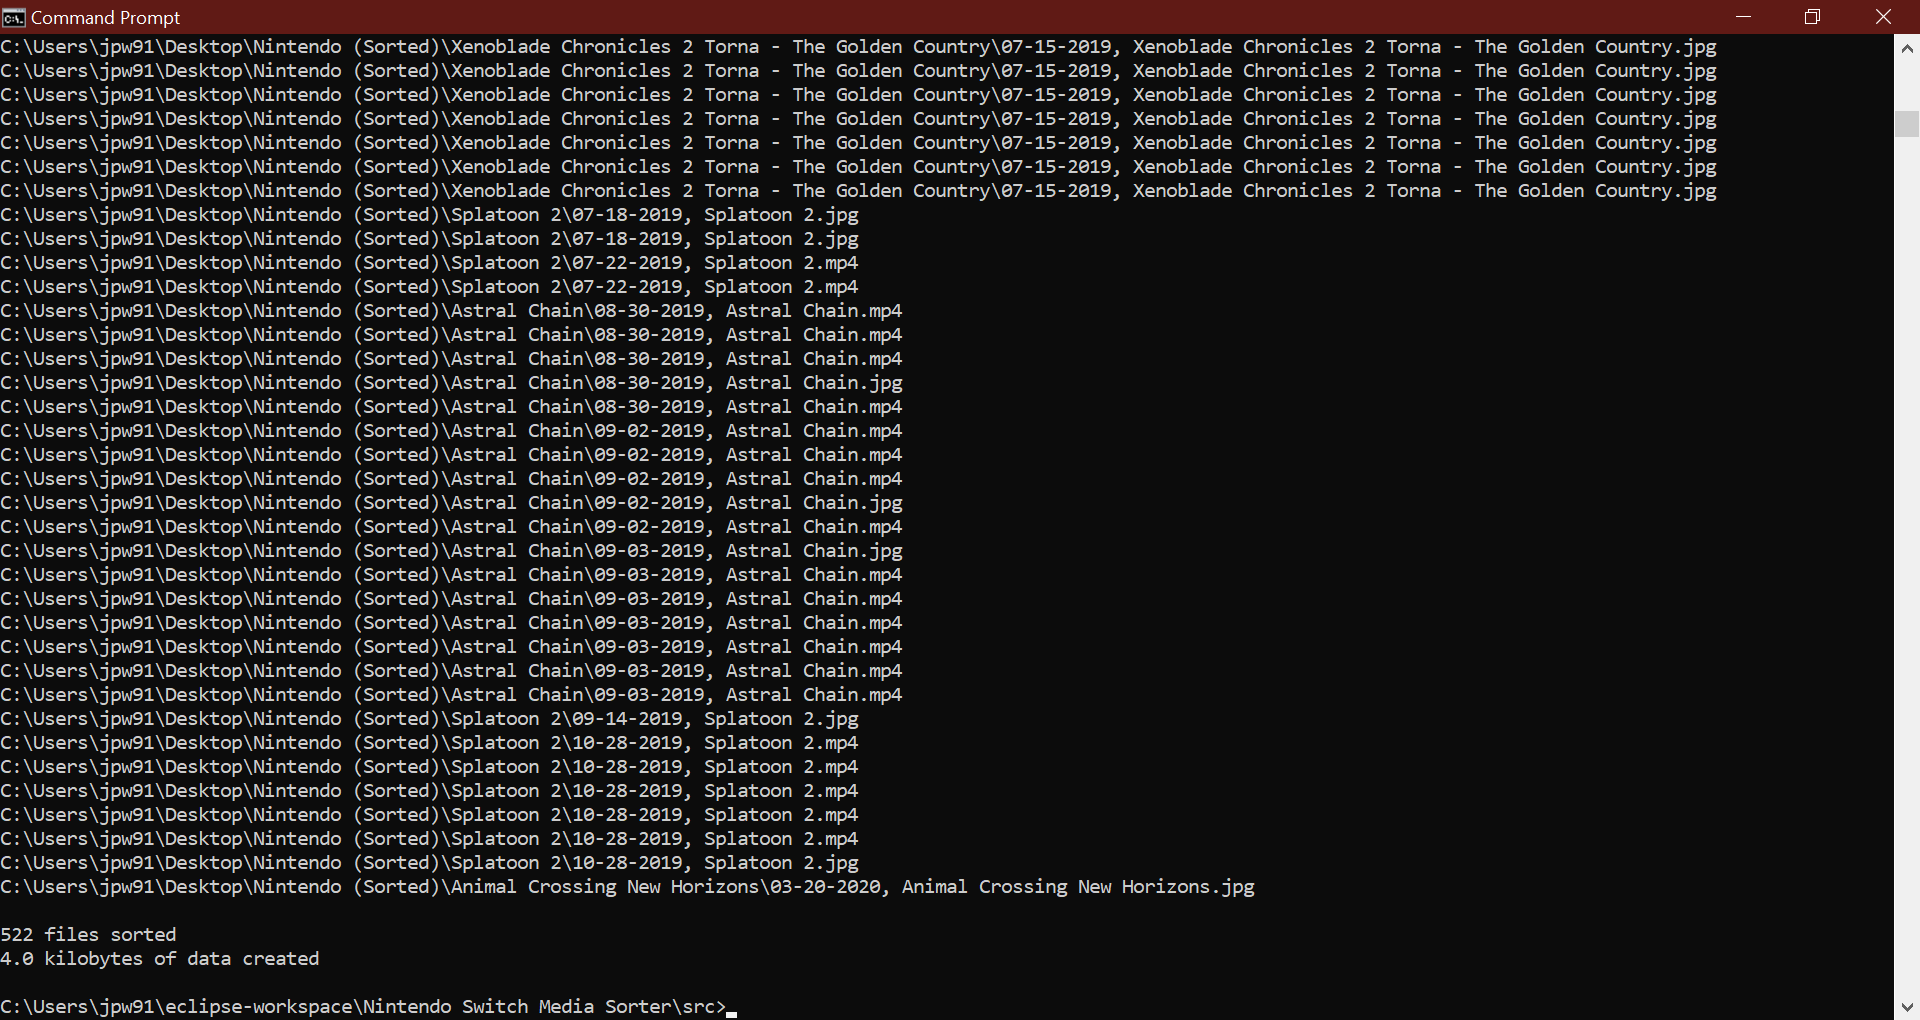 Command Prompt
C:\Users\jpw91\Desktop\Nintendo (Sorted)\Xenoblade Chronicles 2 Torna - The Golden Country\07-15-2019, Xenoblade Chronicles 2 Torna - The Golden Country.jpg
C:\Users\jpw91\Desktop\Nintendo (Sorted)\Xenoblade Chronicles 2 Torna - The Golden Country\07-15-2019, Xenoblade Chronicles 2 Torna - The Golden Country.jpg
C:\Users\jpw91\Desktop\Nintendo (Sorted)\Xenoblade Chronicles 2 Torna - The Golden Country\07-15-2019, Xenoblade Chronicles 2 Torna - The Golden Country.jpg
C:\Users\jpw91\Desktop\Nintendo (Sorted)\Xenoblade Chronicles 2 Torna - The Golden Country\07-15-2019, Xenoblade Chronicles 2 Torna - The Golden Country.jpg
C:\Users\jpw91\Desktop\Nintendo (Sorted)\Xenoblade Chronicles 2 Torna - The Golden Country\07-15-2019, Xenoblade Chronicles 2 Torna - The Golden Country.jpg
C:\Users\jpw91\Desktop\Nintendo (Sorted)\Xenoblade Chronicles 2 Torna - The Golden Country\07-15-2019, Xenoblade Chronicles 2 Torna - The Golden Country.jpg
C:\Users\jpw91\Desktop\Nintendo (Sorted)\Xenoblade Chronicles 2 Torna - The Golden Country\07-15-2019, Xenoblade Chronicles 2 Torna - The Golden Country.jpg
C:\Users\jpw91\Desktop\Nintendo (Sorted)\Splatoon 2\07-18-2019, Splatoon 2.jpg
C:\Users\jpw91\Desktop\Nintendo (Sorted)\Splatoon 2\07-18-2019, Splatoon 2.jpg
C:\Users\jpw91\Desktop\Nintendo (Sorted)\Splatoon 2\07-22-2019, Splatoon 2.mp4
C:\Users\jpw91\Desktop\Nintendo (Sorted)\Splatoon 2\07-22-2019, Splatoon 2.mp4
C:\Users\jpw91\Desktop\Nintendo (Sorted)\Astral Chain\08-30-2019, Astral Chain.mp4
C:\Users\jpw91\Desktop\Nintendo (Sorted)\Astral Chain\08-30-2019, Astral Chain.mp4
C:\Users\jpw91\Desktop\Nintendo (Sorted)\Astral Chain\08-30-2019, Astral Chain.mp4
C:\Users\jpw91\Desktop\Nintendo (Sorted)\Astral Chain\08-30-2019, Astral Chain.jpg
C:\Users\jpw91\Desktop\Nintendo (Sorted)\Astral Chain\08-30-2019, Astral Chain.mp4
C:\Users\jpw91\Desktop\Nintendo (Sorted)\Astral Chain\09-02-2019, Astral Chain.mp4
C:\Users\jpw91\Desktop\Nintendo (Sorted)\Astral Chain\09-02-2019, Astral Chain.mp4
C:\Users\jpw91\Desktop\Nintendo (Sorted)\Astral Chain\09-02-2019, Astral Chain.mp4
C:\Users\jpw91\Desktop\Nintendo (Sorted)\Astral Chain\09-02-2019, Astral Chain.jpg
C:\Users\jpw91\Desktop\Nintendo (Sorted)\Astral Chain\09-02-2019, Astral Chain.mp4
C:\Users\jpw91\Desktop\Nintendo (Sorted)\Astral Chain\09-03-2019, Astral Chain.jpg
C:\Users\jpw91\Desktop\Nintendo (Sorted)\Astral Chain\09-03-2019, Astral Chain.mp4
C:\Users\jpw91\Desktop\Nintendo (Sorted)\Astral Chain\09-03-2019, Astral Chain.mp4
C:\Users\jpw91\Desktop\Nintendo (Sorted)\Astral Chain\09-03-2019, Astral Chain.mp4
C:\Users\jpw91\Desktop\Nintendo (Sorted)\Astral Chain\09-03-2019, Astral Chain.mp4
C:\Users\jpw91\Desktop\Nintendo (Sorted)\Astral Chain\09-03-2019, Astral Chain.mp4
C:\Users\jpw91\Desktop\Nintendo (Sorted)\Astral Chain\09-03-2019, Astral Chain.mp4
C:\Users\jpw91\Desktop\Nintendo (Sorted)\Splatoon 2\09-14-2019, Splatoon 2.jpg
C:\Users\jpw91\Desktop\Nintendo (Sorted)\Splatoon 2\10-28-2019, Splatoon 2.mp4
C:\Users\jpw91\Desktop\Nintendo (Sorted)\Splatoon 2\10-28-2019, Splatoon 2.mp4
C:\Users\jpw91\Desktop\Nintendo (Sorted)\Splatoon 2\10-28-2019, Splatoon 2.mp4
C:\Users\jpw91\Desktop\Nintendo (Sorted)\Splatoon 2\10-28-2019, Splatoon 2.mp4
C:\Users\jpw91\Desktop\Nintendo (Sorted)\Splatoon 2\10-28-2019, Splatoon 2.mp4
C:\Users\jpw91\Desktop\Nintendo (Sorted)\Splatoon 2\10-28-2019, Splatoon 2.jpg
C:\Users\jpw91\Desktop\Nintendo (Sorted)\Animal Crossing New Horizons\03-20-2020, Animal Crossing New Horizons.jpg
522 files sorted
4.0 kilobytes of data created
C:\Users\jpw91\eclipse-workspace\Nintendo Switch Media Sorter\src>